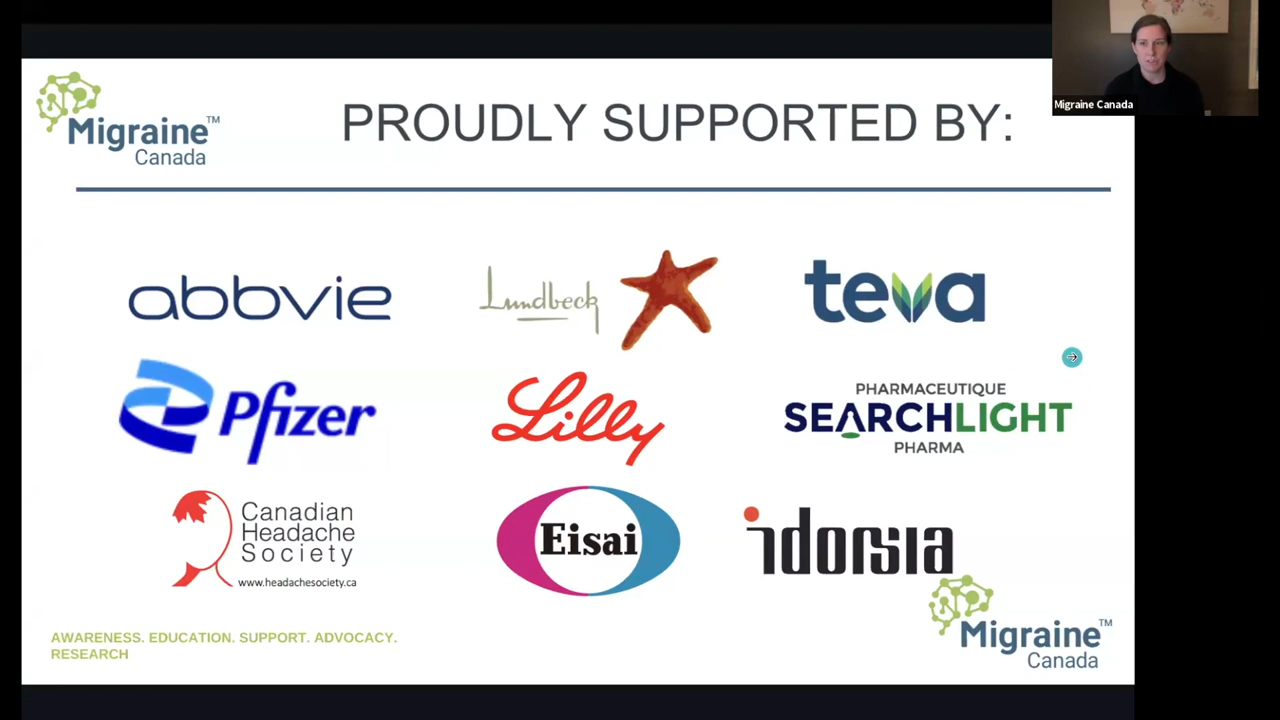 Migraine™
Canada
PROUDLY SUPPORTED BY:
Migraine Canada
abbvie
Lundbeck
teva
Pfizer
Lilly
PHARMACEUTIQUE
SEARCHLIGHT
PHARMA
Canadian
Headache
Society
www.headachesociety.ca
Eisai
idorsia
AWARENESS. EDUCATION. SUPPORT. ADVOCACY.
RESEARCH
Migraine™
Canada